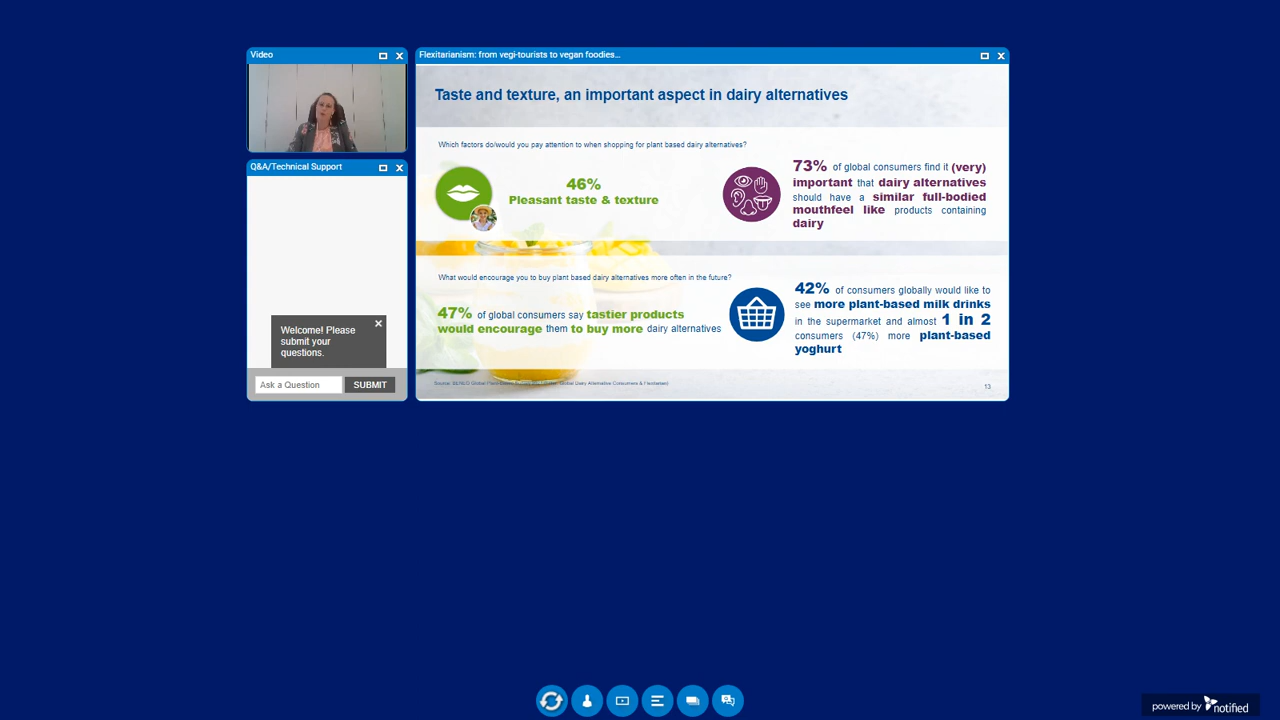 Video
Flexitarianism: from vegi-tourists to vegan foodies...
Taste and texture, an important aspect in dairy alternatives
Which factors do/would you pay attention to when shopping for plant based dairy alternatives?
46%
Pleasant taste & texture
73% of global consumers find it (very)
important that dairy alternatives
should have a similar full-bodied
mouthfeel like products containing
dairy
What would encourage you to buy plant based dairy alternatives more often in the future?
47% of global consumers say tastier products
would encourage them to buy more dairy alternatives
42% of consumers globally would like to
see more plant-based milk drinks
in the supermarket and almost 1 in 2
consumers (47%) more plant-based
yoghurt
13
Q&A/Technical Support
Welcome! Please
submit your
questions.
Ask a Question
SUBMIT
powered by notified